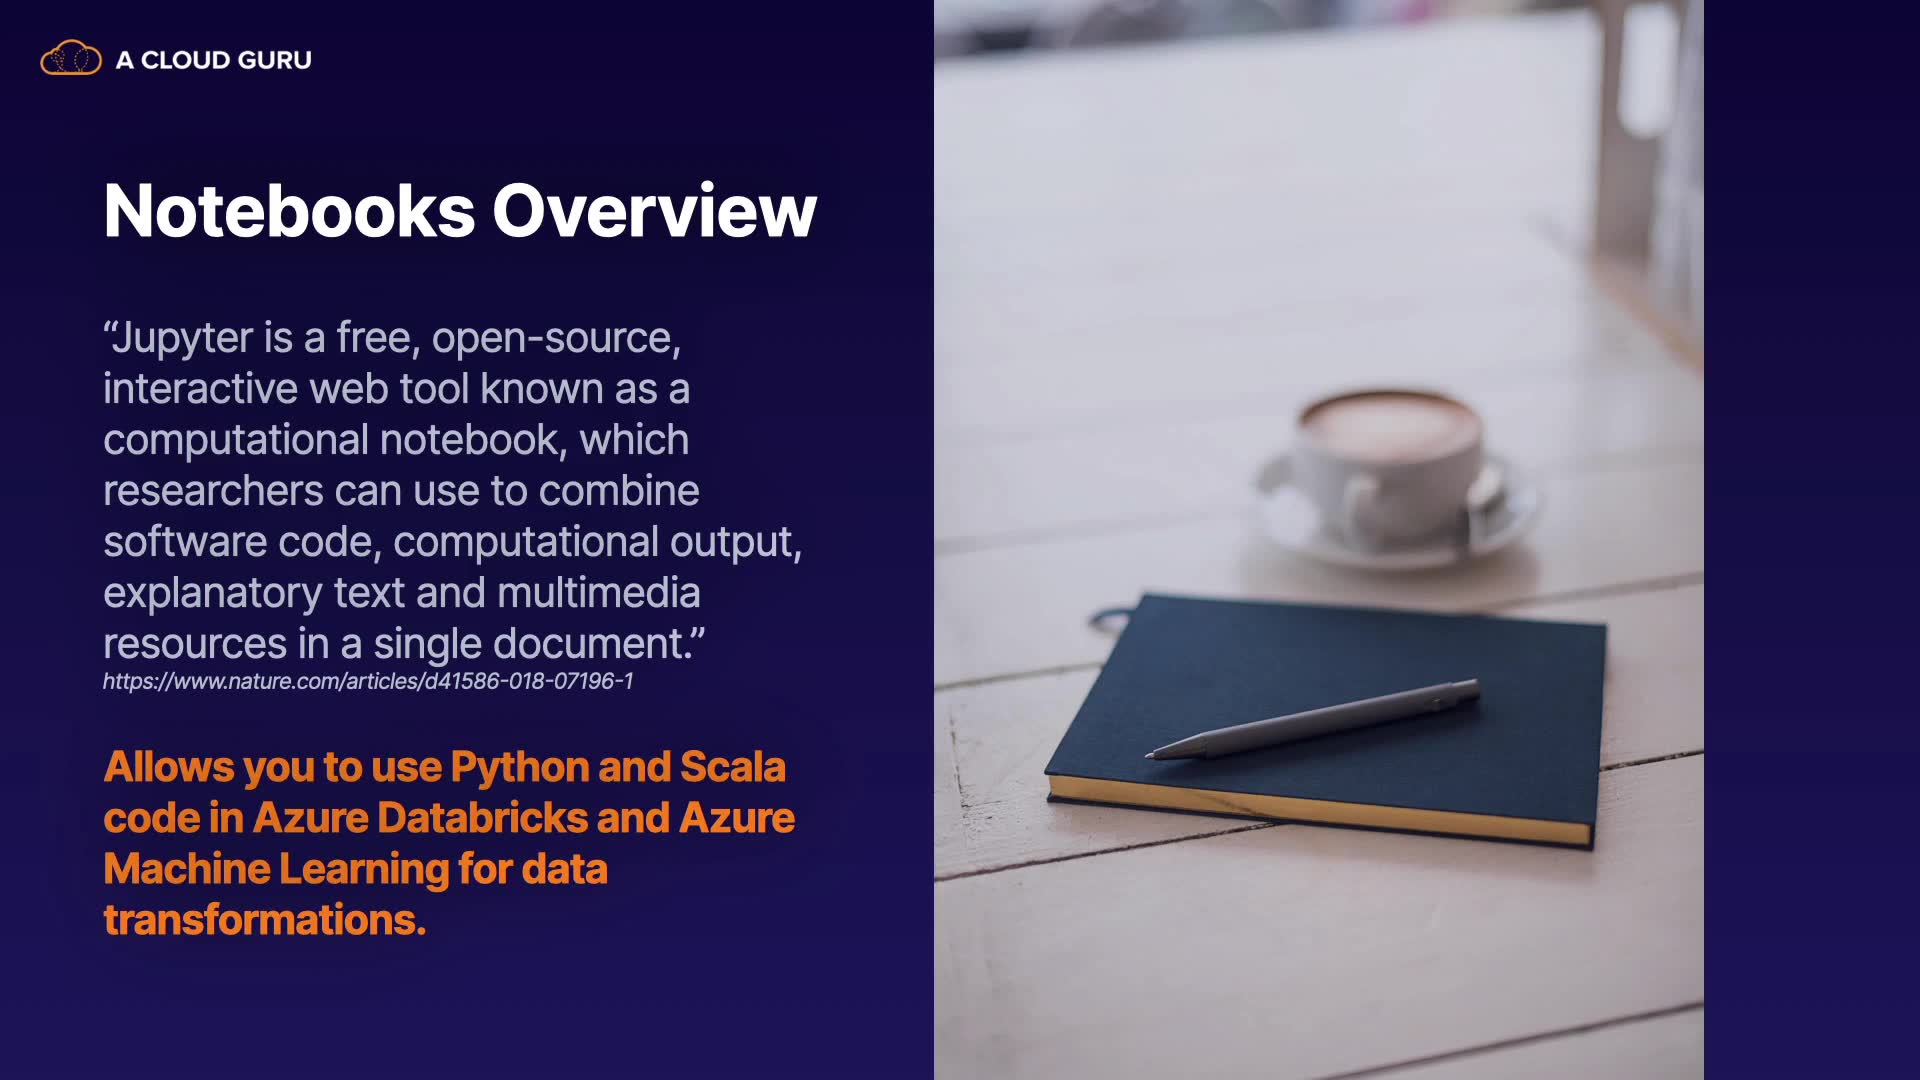 A CLOUD GURU
Notebooks Overview
“Jupyter is a free, open-source,
interactive web tool known as a
computational notebook, which
researchers can use to combine
software code, computational output,
explanatory text and multimedia
resources in a single document.”
https://www.nature.com/articles/d41586-018-07196-1
Allows you to use Python and Scala
code in Azure Databricks and Azure
Machine Learning for data
transformations.